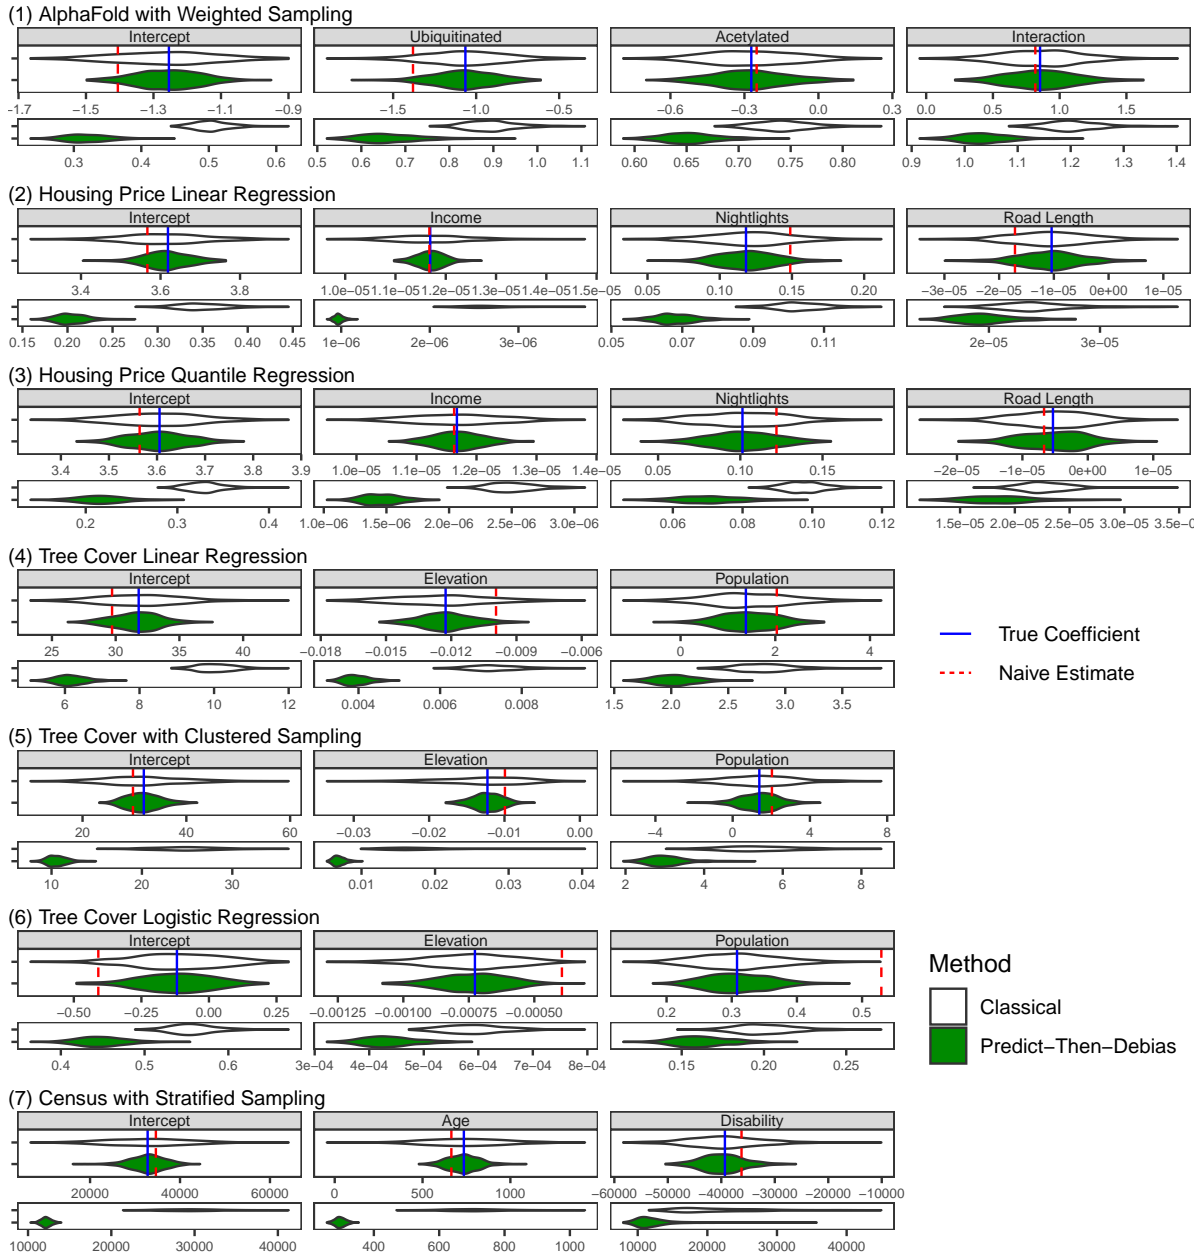 (1) AlphaFold with Weighted Sampling
Intercept Ubiquitinated Acetylated Interaction
−1.7 −1.5 −1.3 −1.1 −0.9 −1.5 −1.0 −0.5 −0.6 −0.3 0.0 0.3 0.0 0.5 1.0 1.5
0.3 0.4 0.5 0.6 0.5 0.6 0.7 0.8 0.9 1.0 1.1 0.60 0.65 0.70 0.75 0.80 0.9 1.0 1.1 1.2 1.3 1.4
(2) Housing Price Linear Regression
Intercept Income Nightlights Road Length
3.4 3.6 3.8 1.0e−05 1.1e−05 1.2e−05 1.3e−05 1.4e−05 1.5e−05 0.05 0.10 0.15 0.20 −3e−05 −2e−05 −1e−05 0e+00 1e−05
0.15 0.20 0.25 0.30 0.35 0.40 0.45 1e−06 2e−06 3e−06 0.05 0.07 0.09 0.11 2e−05 3e−05
(3) Housing Price Quantile Regression
Intercept Income Nightlights Road Length
3.4 3.5 3.6 3.7 3.8 3.9 1.0e−05 1.1e−05 1.2e−05 1.3e−05 1.4e−05 0.05 0.10 0.15 −2e−05 −1e−05 0e+00 1e−05
0.2 0.3 0.4 1.0e−06 1.5e−06 2.0e−06 2.5e−06 3.0e−06 0.06 0.08 0.10 0.12 1.5e−05 2.0e−05 2.5e−05 3.0e−05 3.5e−0
(4) Tree Cover Linear Regression
Intercept Elevation Population
25 30 35 40 −0.018 −0.015 −0.012 −0.009 −0.006 0 2 4
6 8 10 12 0.004 0.006 0.008 1.5 2.0 2.5 3.0 3.5
True Coefficient
Naive Estimate
(5) Tree Cover with Clustered Sampling
Intercept Elevation Population
20 40 60 −0.03 −0.02 −0.01 0.00 −4 0 4 8
10 20 30 0.01 0.02 0.03 0.04 2 4 6 8
(6) Tree Cover Logistic Regression
Intercept Elevation Population
−0.50 −0.25 0.00 0.25 −0.00125 −0.00100 −0.00075 −0.00050 0.2 0.3 0.4 0.5
0.4 0.5 0.6 3e−04 4e−04 5e−04 6e−04 7e−04 8e−04 0.15 0.20 0.25
Method
Classical
Predict−Then−Debias
(7) Census with Stratified Sampling
Intercept Age Disability
20000 40000 60000 0 500 1000 −60000 −50000 −40000 −30000 −20000 −10000
10000 20000 30000 40000 400 600 800 1000 10000 20000 30000 40000